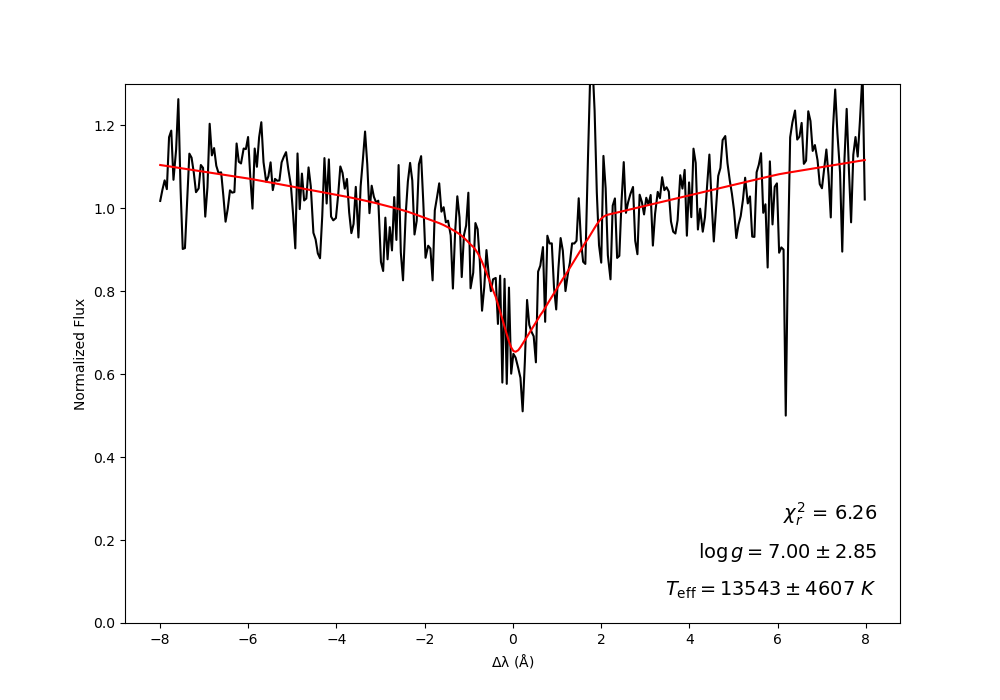 1.2
1.0
0.8
0.6
0.4
0.2
0.0
Normalized Flux
χ²ᵣ = 6.26
log g = 7.00 ± 2.85
T_eff = 13543 ± 4607 K
−8 −6 −4 −2 0 2 4 6 8
Δλ (Å)